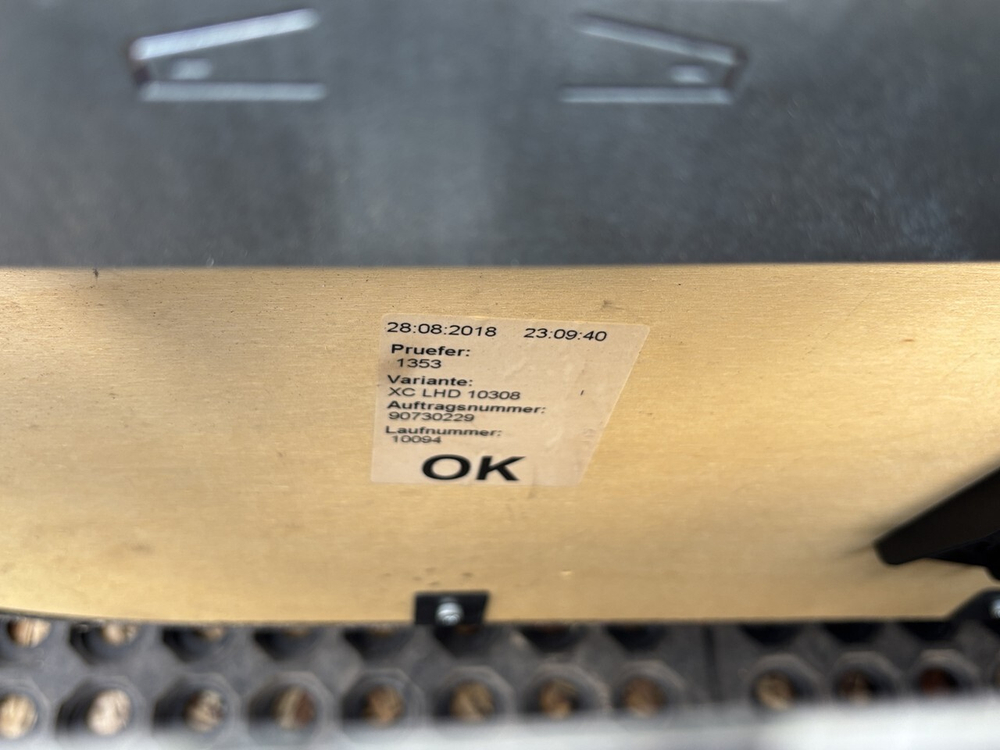 28:08:2018 23:09:40
Pruefer:
1353
Variante:
XC LHD 10308
Auftragsnummer:
90730229
Laufnummer:
10094
OK